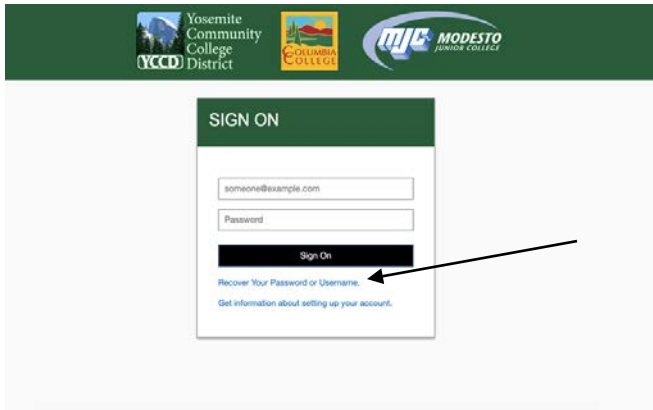 Yosemite
Community
College
District
YCCD
COLUMBIA
COLLEGE
mjc
MODESTO
JUNIOR COLLEGE
SIGN ON
someone@example.com
Password
Sign On
Recover Your Password or Username.
Get information about setting up your account.